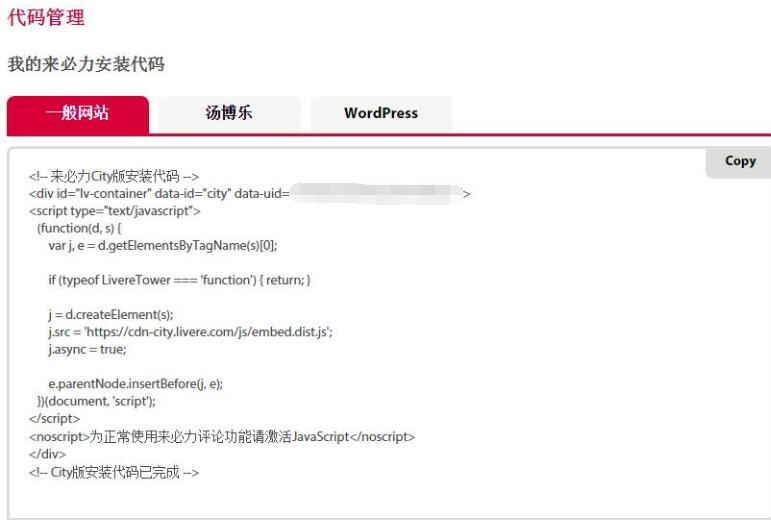 代码管理
我的来必力安装代码
一般网站 汤博乐 WordPress
Copy
<!-- 来必力City版安装代码 -->
<div id="lv-container" data-id="city" data-uid= >
<script type="text/javascript">
(function(d, s) {
var j, e = d.getElementsByTagName(s)[0];
if (typeof LivereTower === 'function') { return; }
j = d.createElement(s);
j.src = 'https://cdn-city.livere.com/js/embed.dist.js';
j.async = true;
e.parentNode.insertBefore(j, e);
})(document, 'script');
</script>
<noscript>为正常使用来必力评论功能请激活JavaScript</noscript>
</div>
<!-- City版安装代码已完成 -->